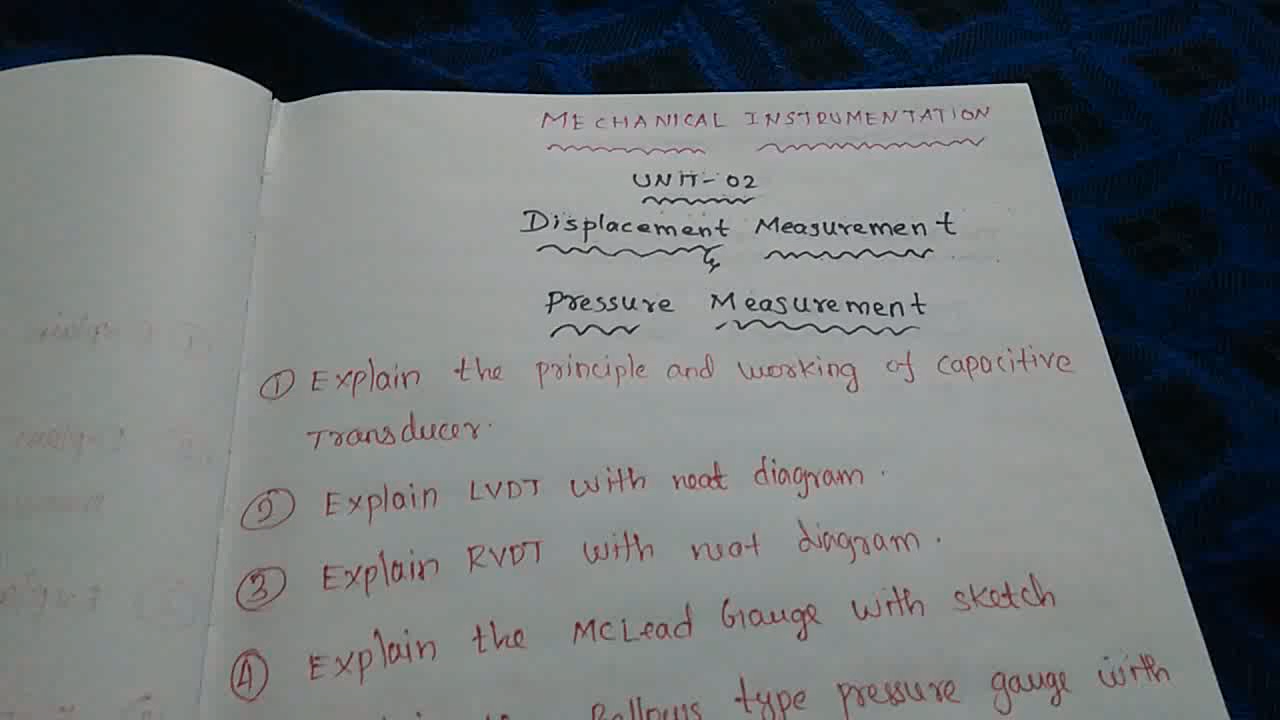 MECHANICAL INSTRUMENTATION
UNIT-02
Displacement Measurement
Pressure Measurement
① Explain the principle and working of capacitive
Transducer.
② Explain LVDT with neat diagram.
③ Explain RVDT with neat diagram.
④ Explain the McLead Gauge with sketch
Bellows type pressure gauge with